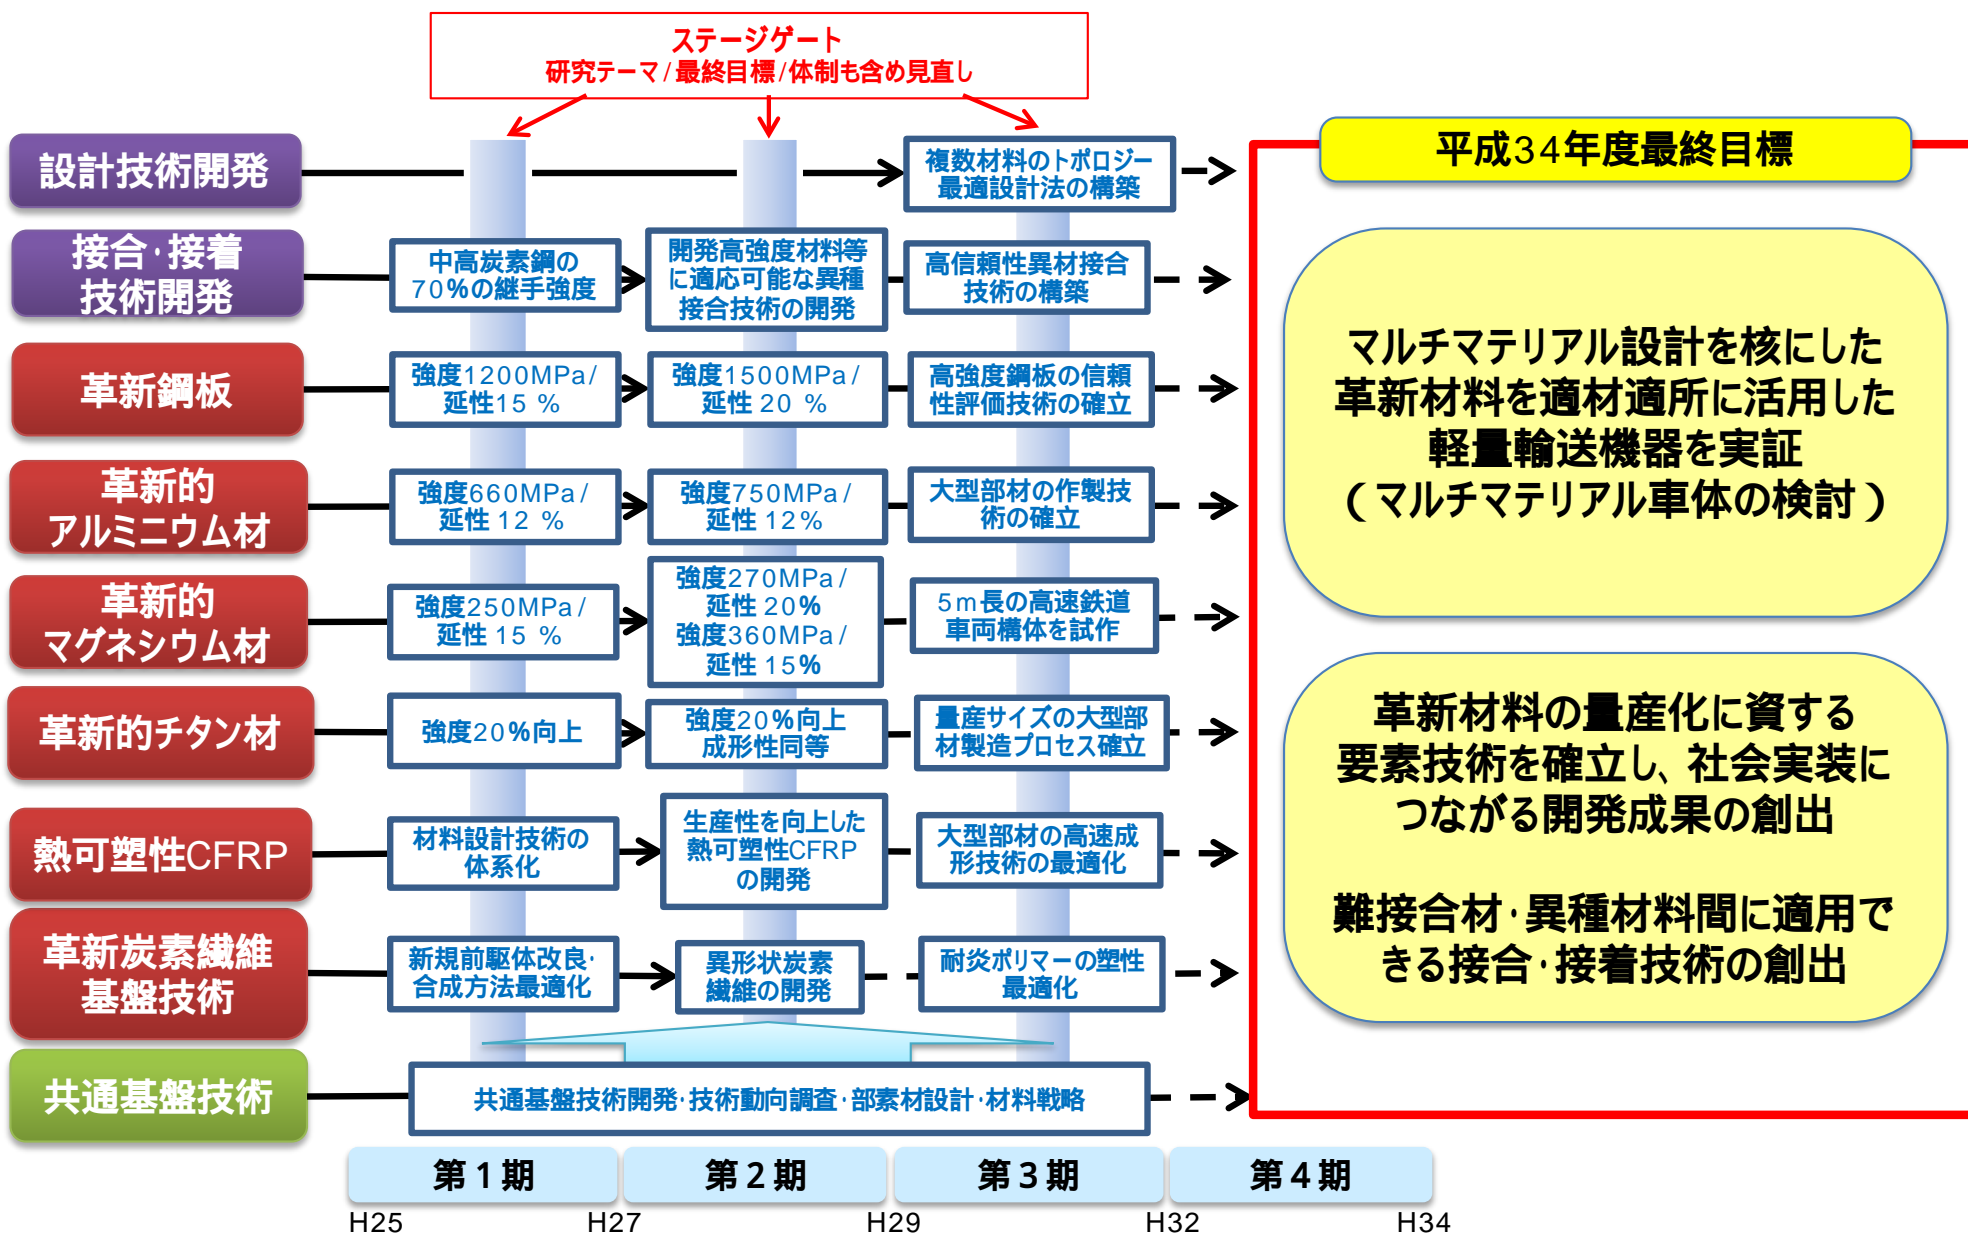 ステージゲート
研究テーマ/最終目標/体制も含め見直し
平成34年度最終目標
設計技術開発
複数材料のトポロジー
最適設計法の構築
接合・接着
技術開発
中高炭素鋼の
70%の継手強度
開発高強度材料等
に適応可能な異種
接合技術の開発
高信頼性異材接合
技術の構築
革新鋼板
強度1200MPa/
延性15 %
強度1500MPa/
延性 20 %
高強度鋼板の信頼
性評価技術の確立
革新的
アルミニウム材
強度660MPa/
延性 12 %
強度750MPa/
延性 12%
大型部材の作製技
術の確立
革新的
マグネシウム材
強度250MPa/
延性 15 %
強度270MPa/
延性 20%
強度360MPa/
延性 15%
5m長の高速鉄道
車両構体を試作
革新的チタン材
強度20%向上
強度20%向上
成形性同等
量産サイズの大型部
材製造プロセス確立
熱可塑性CFRP
材料設計技術の
体系化
生産性を向上した
熱可塑性CFRP
の開発
大型部材の高速成
形技術の最適化
革新炭素繊維
基盤技術
新規前駆体改良・
合成方法最適化
異形状炭素
繊維の開発
耐炎ポリマーの塑性
最適化
共通基盤技術
共通基盤技術開発・技術動向調査・部素材設計・材料戦略
マルチマテリアル設計を核にした
革新材料を適材適所に活用した
軽量輸送機器を実証
(マルチマテリアル車体の検討)
革新材料の量産化に資する
要素技術を確立し、社会実装に
つながる開発成果の創出
難接合材・異種材料間に適用で
きる接合・接着技術の創出
第1期
第2期
第3期
第4期
H25
H27
H29
H32
H34